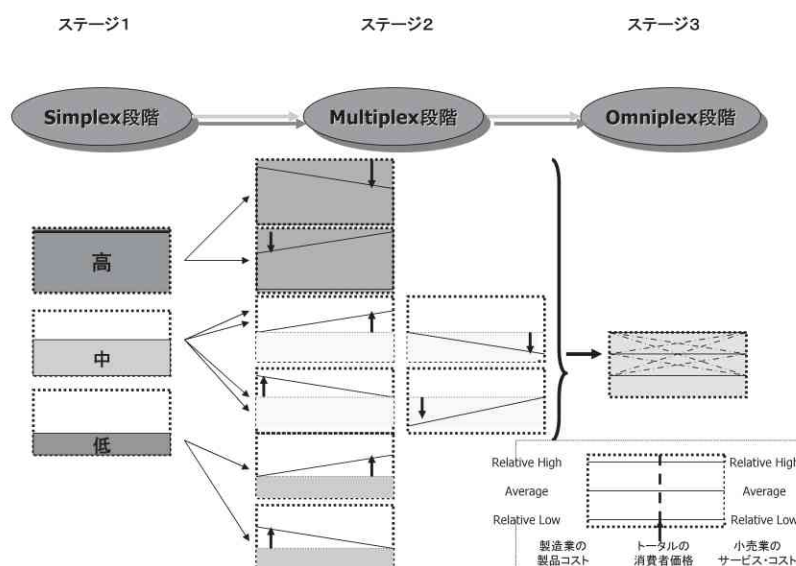 ステージ1
ステージ2
ステージ3
Simplex段階
Multiplex段階
Omniplex段階
高
中
低
Relative High
Relative High
Average
Average
Relative Low
Relative Low
製造業の
製品コスト
トータルの
消費者価格
小売業の
サービス・コスト